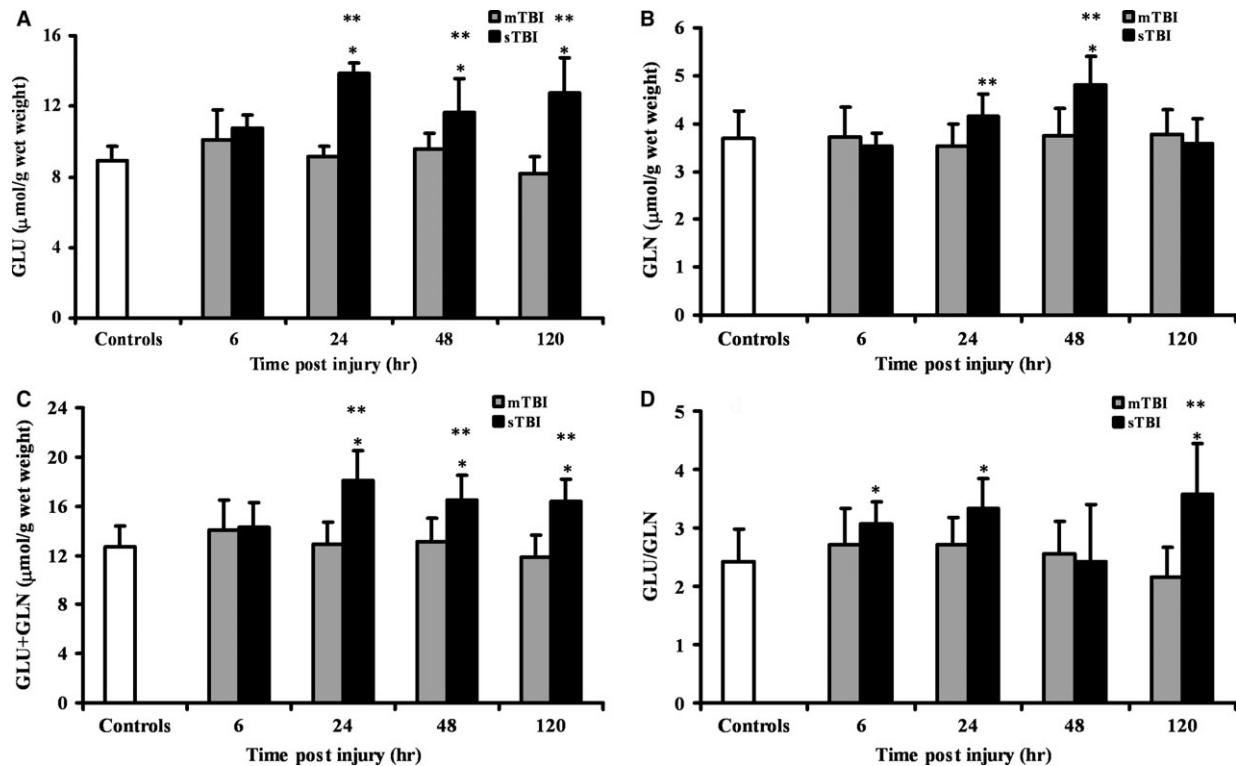 A
GLU (μmol/g wet weight)
16
12
8
4
0
mTBI
sTBI
** ** **
* * *
Controls 6 24 48 120
Time post injury (hr)
B
GLN (μmol/g wet weight)
6
5
4
3
2
1
0
mTBI
sTBI
**
** *
Controls 6 24 48 120
Time post injury (hr)
C
GLU+GLN (μmol/g wet weight)
24
20
16
12
8
4
0
mTBI
sTBI
** ** **
* * *
Controls 6 24 48 120
Time post injury (hr)
D
GLU/GLN
5
4
3
2
1
0
mTBI
sTBI
**
* * *
Controls 6 24 48 120
Time post injury (hr)